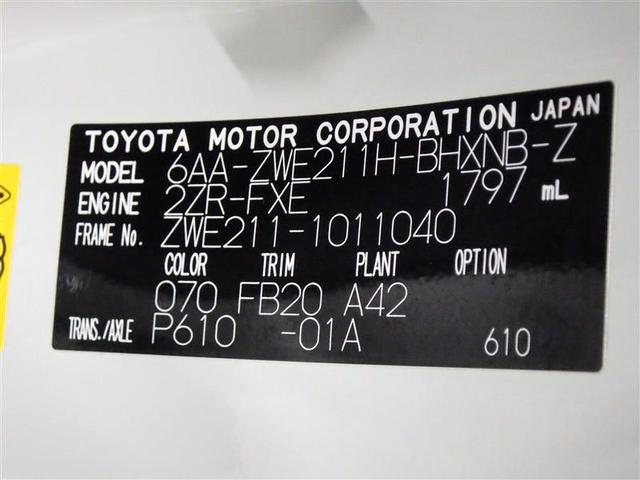 TOYOTA MOTOR CORPORATION JAPAN
MODEL 6AA-ZWE211H-BHXNB-Z
ENGINE 2ZR-FXE 1797 mL
FRAME No. ZWE211-1011040
COLOR TRIM PLANT OPTION
070 FB20 A42
TRANS./AXLE P610 -01A 610